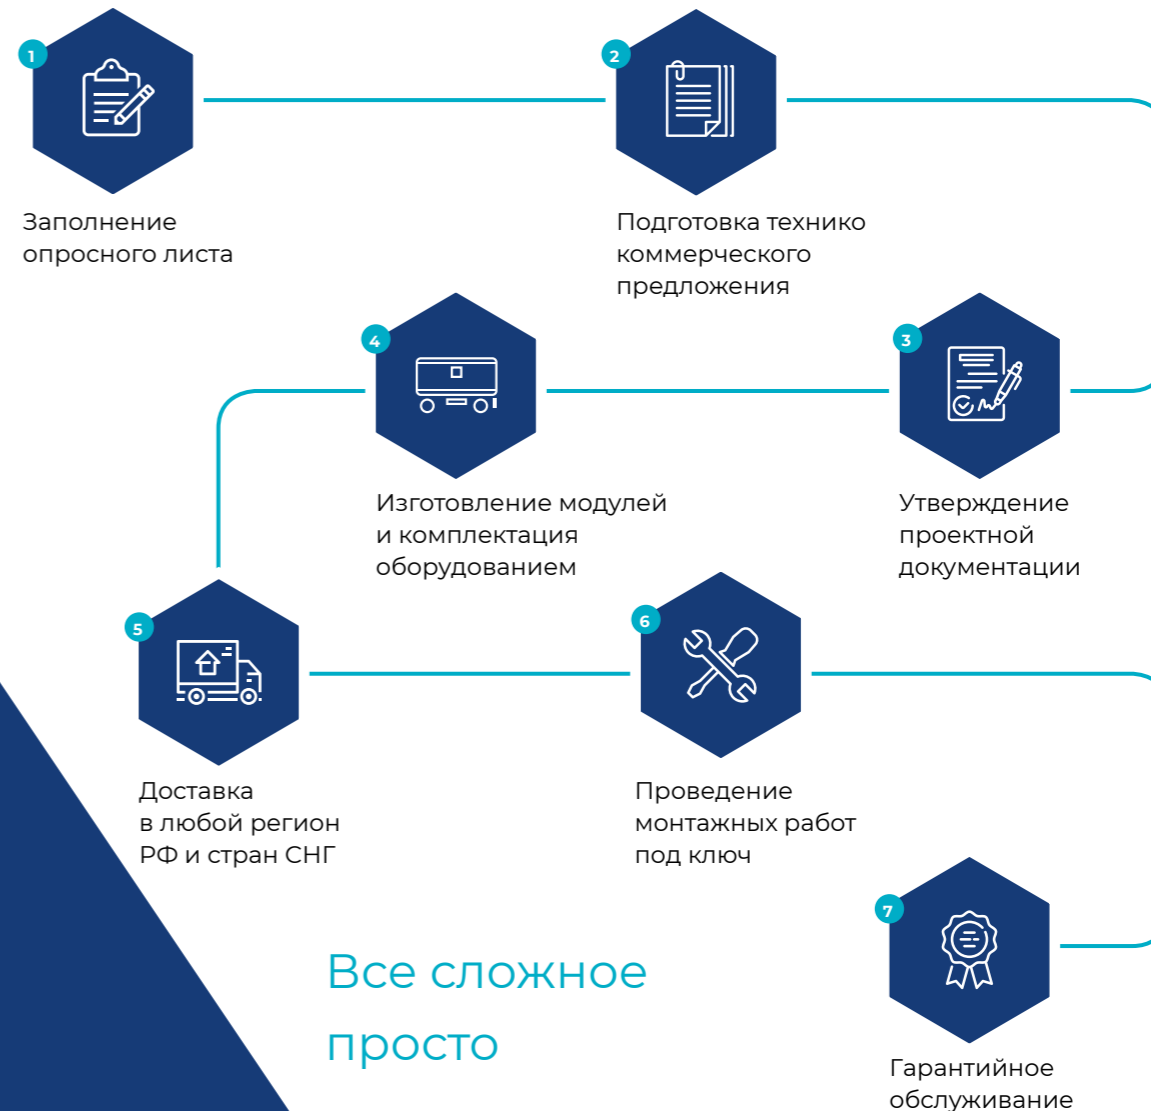 1
Заполнение
опросного листа
2
Подготовка технико
коммерческого
предложения
3
Утверждение
проектной
документации
4
Изготовление модулей
и комплектация
оборудованием
5
Доставка
в любой регион
РФ и стран СНГ
6
Проведение
монтажных работ
под ключ
7
Гарантийное
обслуживание
Все сложное
просто